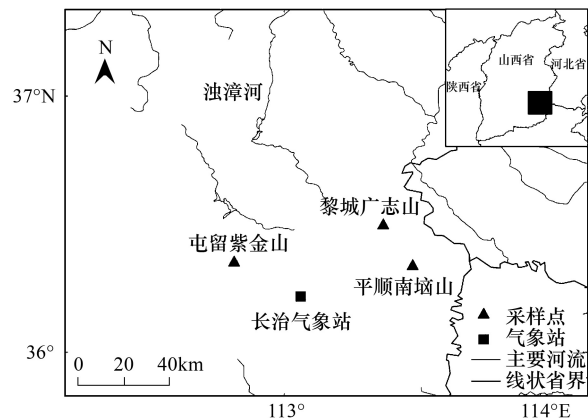 N
37°N
浊漳河
山西省
河北省
陕西省
黎城广志山
屯留紫金山
平顺南垴山
长治气象站
采样点
气象站
主要河流
线状省界
36°
0 20 40km
113°
114°E